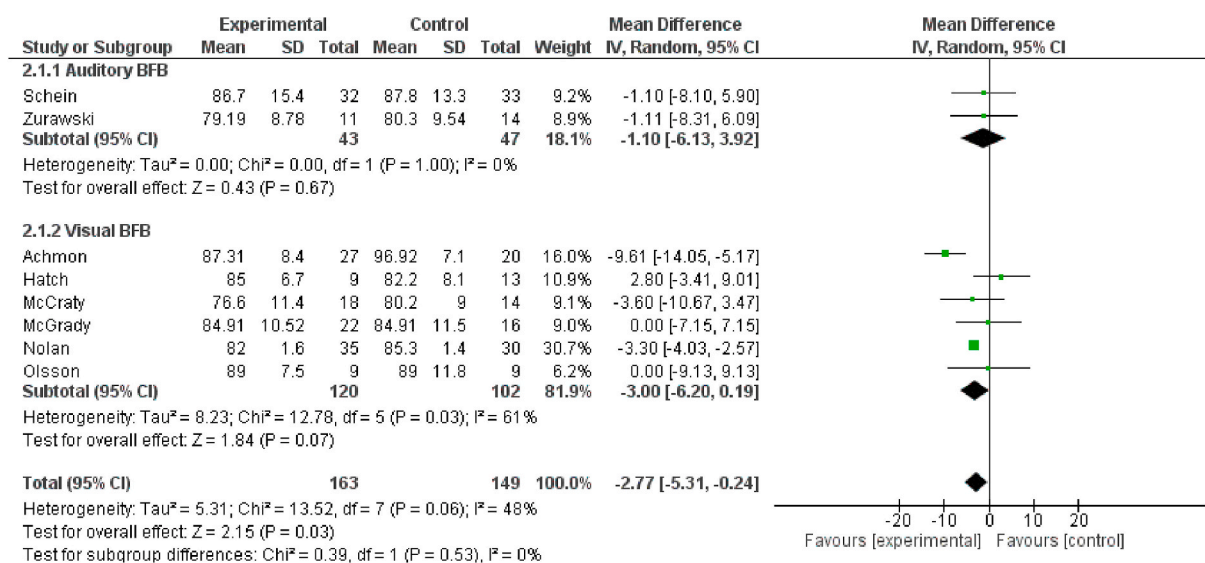 Experimental Control Mean Difference Mean Difference
Study or Subgroup Mean SD Total Mean SD Total Weight IV, Random, 95% CI IV, Random, 95% CI
2.1.1 Auditory BFB
Schein 86.7 15.4 32 87.8 13.3 33 9.2% -1.10 [-8.10, 5.90]
Zurawski 79.19 8.78 11 80.3 9.54 14 8.9% -1.11 [-8.31, 6.09]
Subtotal (95% CI) 43 47 18.1% -1.10 [-6.13, 3.92]
Heterogeneity: Tau² = 0.00; Chi² = 0.00, df = 1 (P = 1.00); I² = 0%
Test for overall effect: Z = 0.43 (P = 0.67)
2.1.2 Visual BFB
Achmon 87.31 8.4 27 96.92 7.1 20 16.0% -9.61 [-14.05, -5.17]
Hatch 85 6.7 9 82.2 8.1 13 10.9% 2.80 [-3.41, 9.01]
McCraty 76.6 11.4 18 80.2 9 14 9.1% -3.60 [-10.67, 3.47]
McGrady 84.91 10.52 22 84.91 11.5 16 9.0% 0.00 [-7.15, 7.15]
Nolan 82 1.6 35 85.3 1.4 30 30.7% -3.30 [-4.03, -2.57]
Olsson 89 7.5 9 89 11.8 9 6.2% 0.00 [-9.13, 9.13]
Subtotal (95% CI) 120 102 81.9% -3.00 [-6.20, 0.19]
Heterogeneity: Tau² = 8.23; Chi² = 12.78, df = 5 (P = 0.03); I² = 61%
Test for overall effect: Z = 1.84 (P = 0.07)
Total (95% CI) 163 149 100.0% -2.77 [-5.31, -0.24]
Heterogeneity: Tau² = 5.31; Chi² = 13.52, df = 7 (P = 0.06); I² = 48%
Test for overall effect: Z = 2.15 (P = 0.03)
Test for subgroup differences: Chi² = 0.39, df = 1 (P = 0.53), I² = 0%
-20 -10 0 10 20
Favours [experimental] Favours [control]